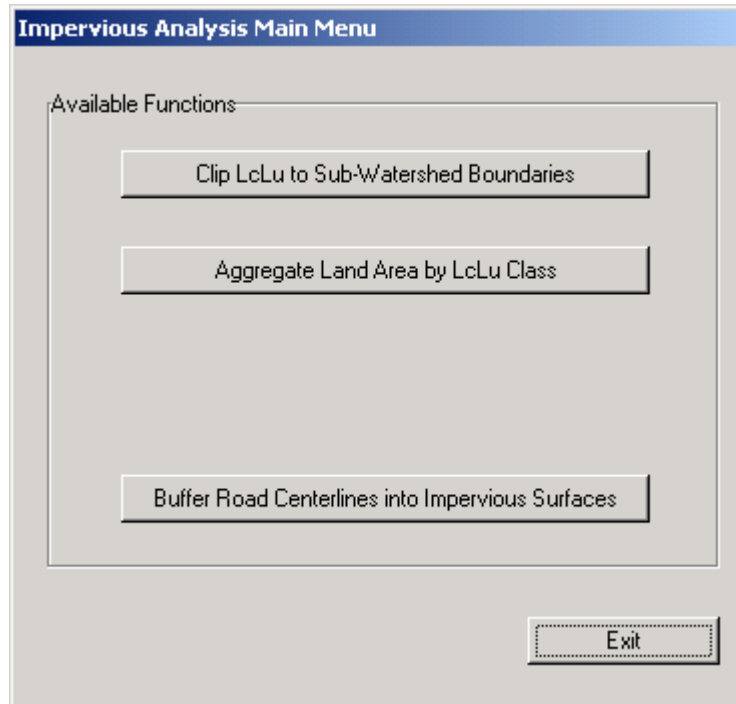 Impervious Analysis Main Menu
Available Functions
Clip LcLu to Sub-Watershed Boundaries
Aggregate Land Area by LcLu Class
Buffer Road Centerlines into Impervious Surfaces
Exit